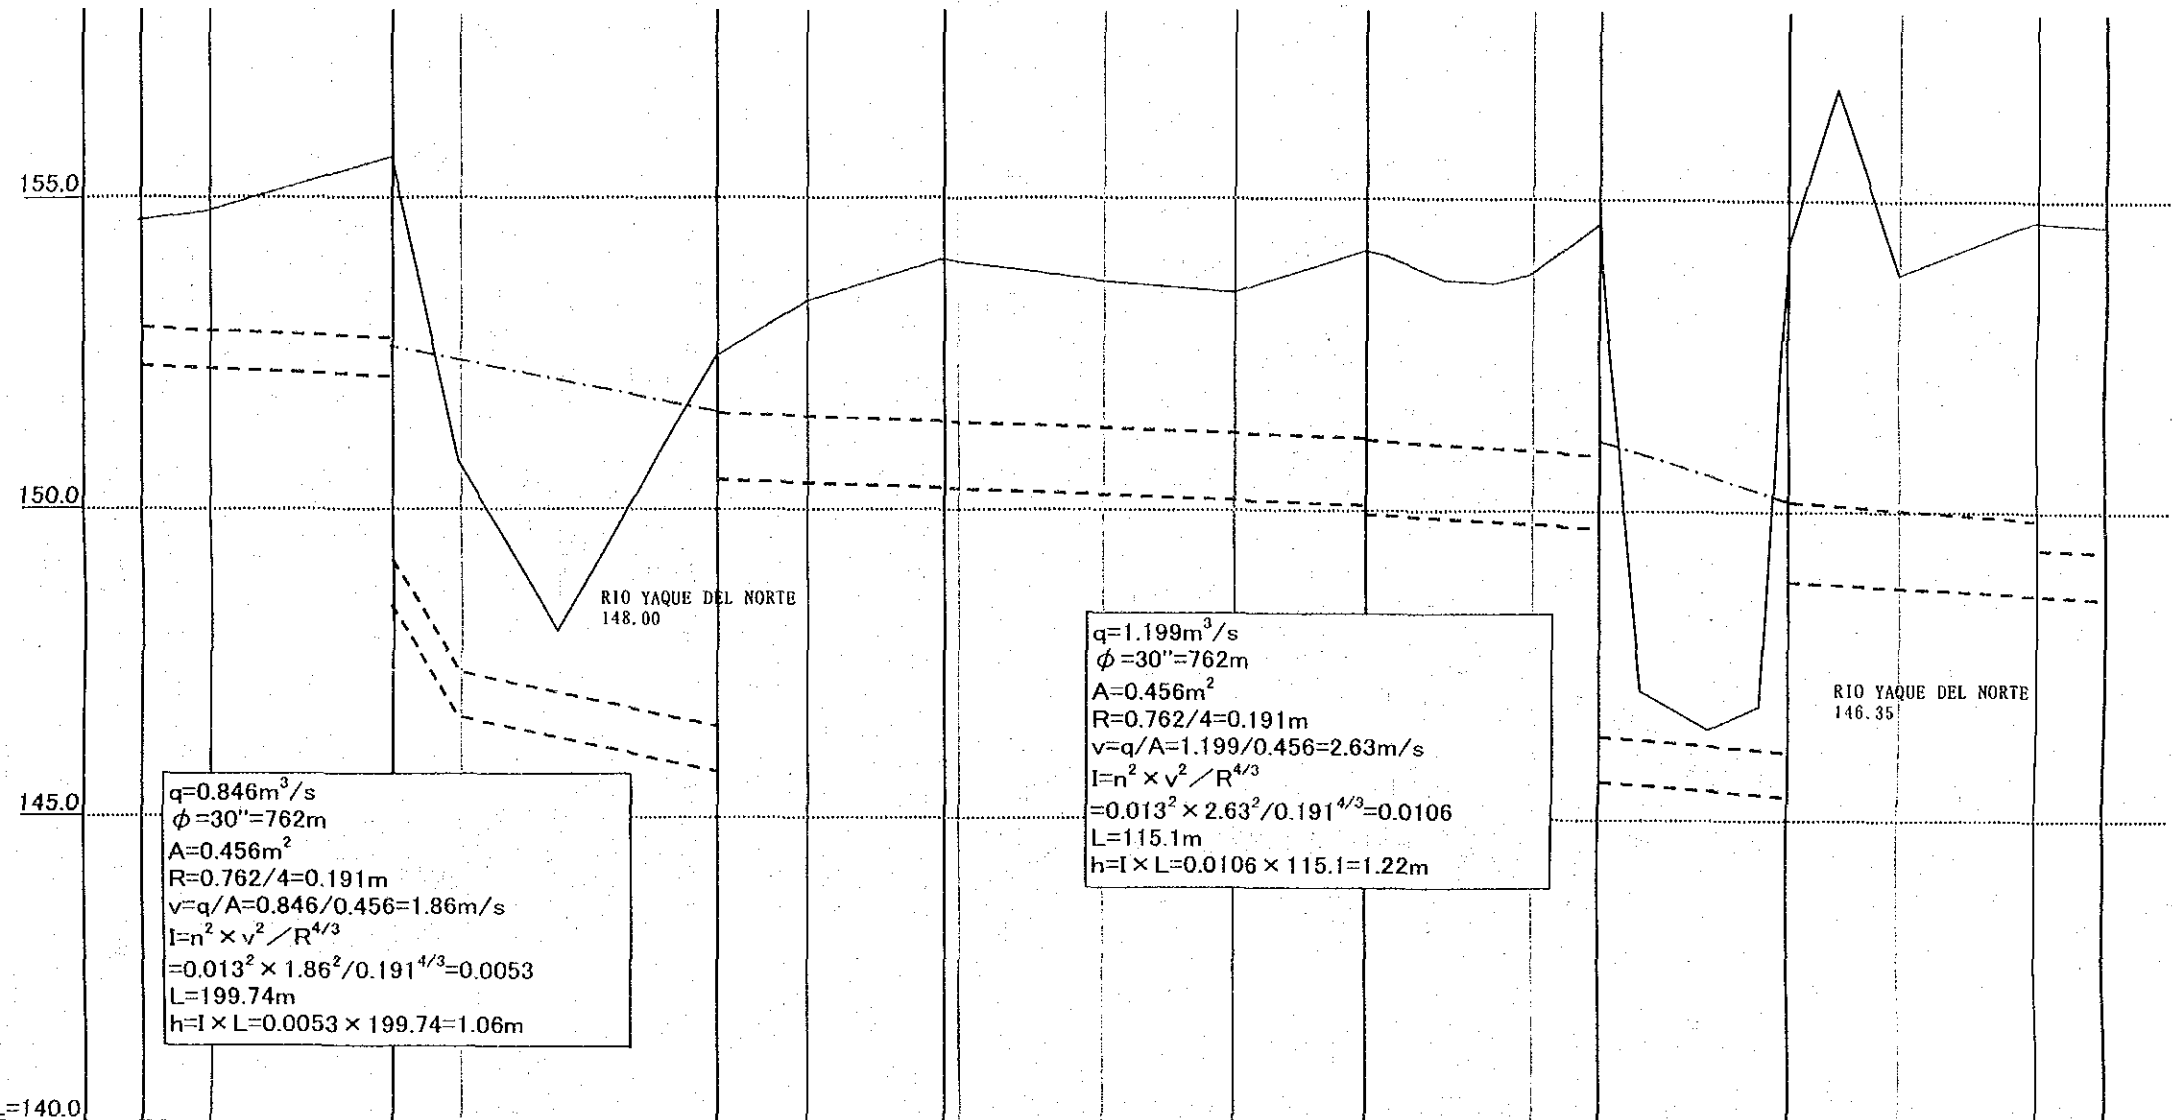 155.0
150.0
RIO YAQUE DEL NORTE
148.00
145.0
q=0.846m³/s
φ=30''=762m
A=0.456m²
R=0.762/4=0.191m
v=q/A=0.846/0.456=1.86m/s
I=n²×v²／R^4/3
=0.013²×1.86²/0.191^4/3=0.0053
L=199.74m
h=I×L=0.0053×199.74=1.06m
q=1.199m³/s
φ=30''=762m
A=0.456m²
R=0.762/4=0.191m
v=q/A=1.199/0.456=2.63m/s
I=n²×v²／R^4/3
=0.013²×2.63²/0.191^4/3=0.0106
L=115.1m
h=I×L=0.0106×115.1=1.22m
RIO YAQUE DEL NORTE
146.35
=140.0